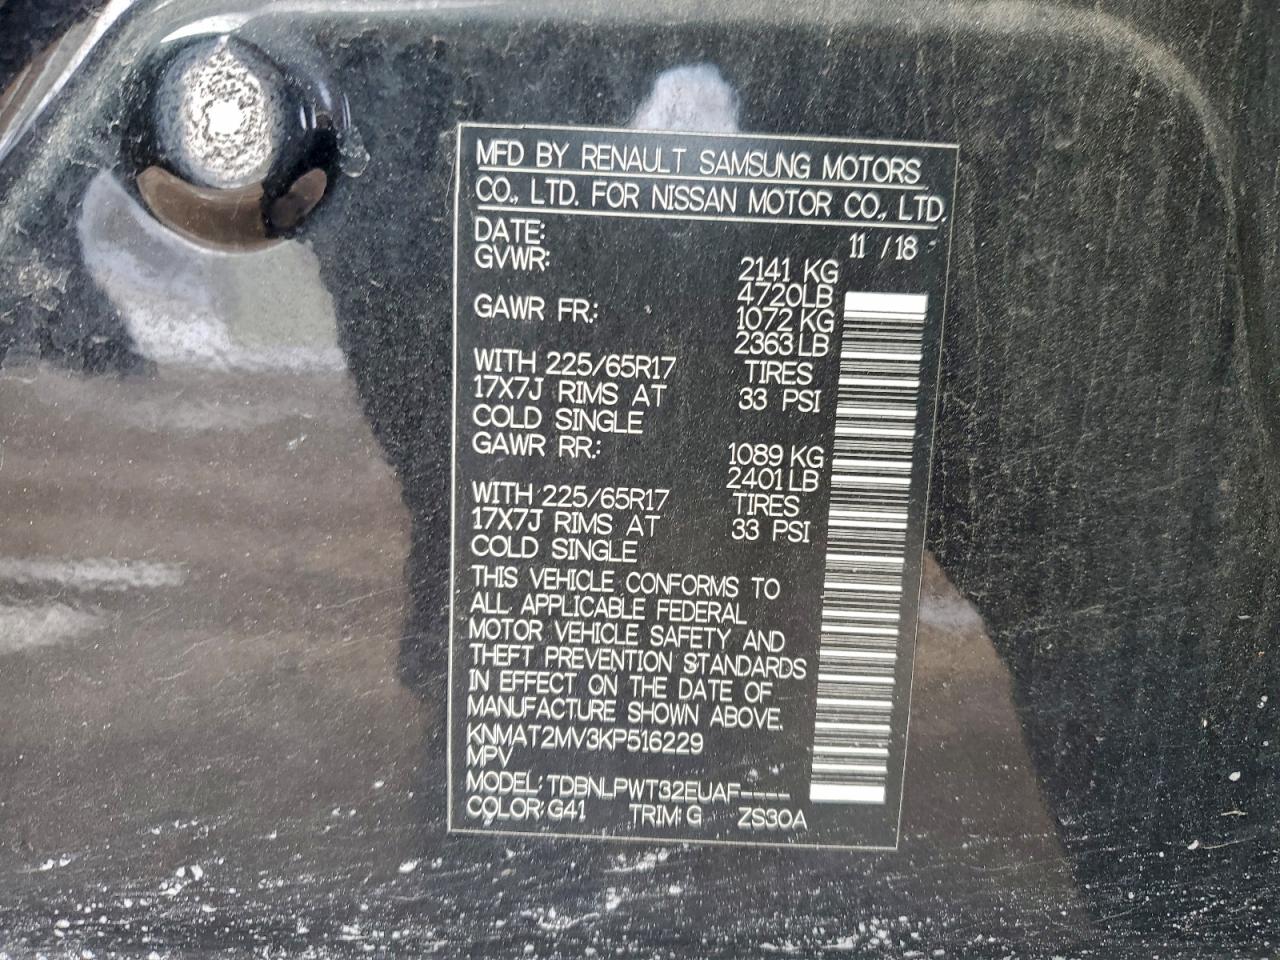 MFD BY RENAULT SAMSUNG MOTORS
CO., LTD. FOR NISSAN MOTOR CO., LTD.
DATE: 11 / 18
GVWR: 2141 KG
4720LB
GAWR FR.: 1072 KG
2363 LB
WITH 225/65R17 TIRES
17X7J RIMS AT 33 PSI
COLD SINGLE
GAWR RR.: 1089 KG
2401 LB
WITH 225/65R17 TIRES
17X7J RIMS AT 33 PSI
COLD SINGLE
THIS VEHICLE CONFORMS TO
ALL APPLICABLE FEDERAL
MOTOR VEHICLE SAFETY AND
THEFT PREVENTION STANDARDS
IN EFFECT ON THE DATE OF
MANUFACTURE SHOWN ABOVE.
KNMAT2MV3KP516229
MPV
MODEL: TDBNLPWT32EUAF----
COLOR: G41 TRIM: G ZS30A